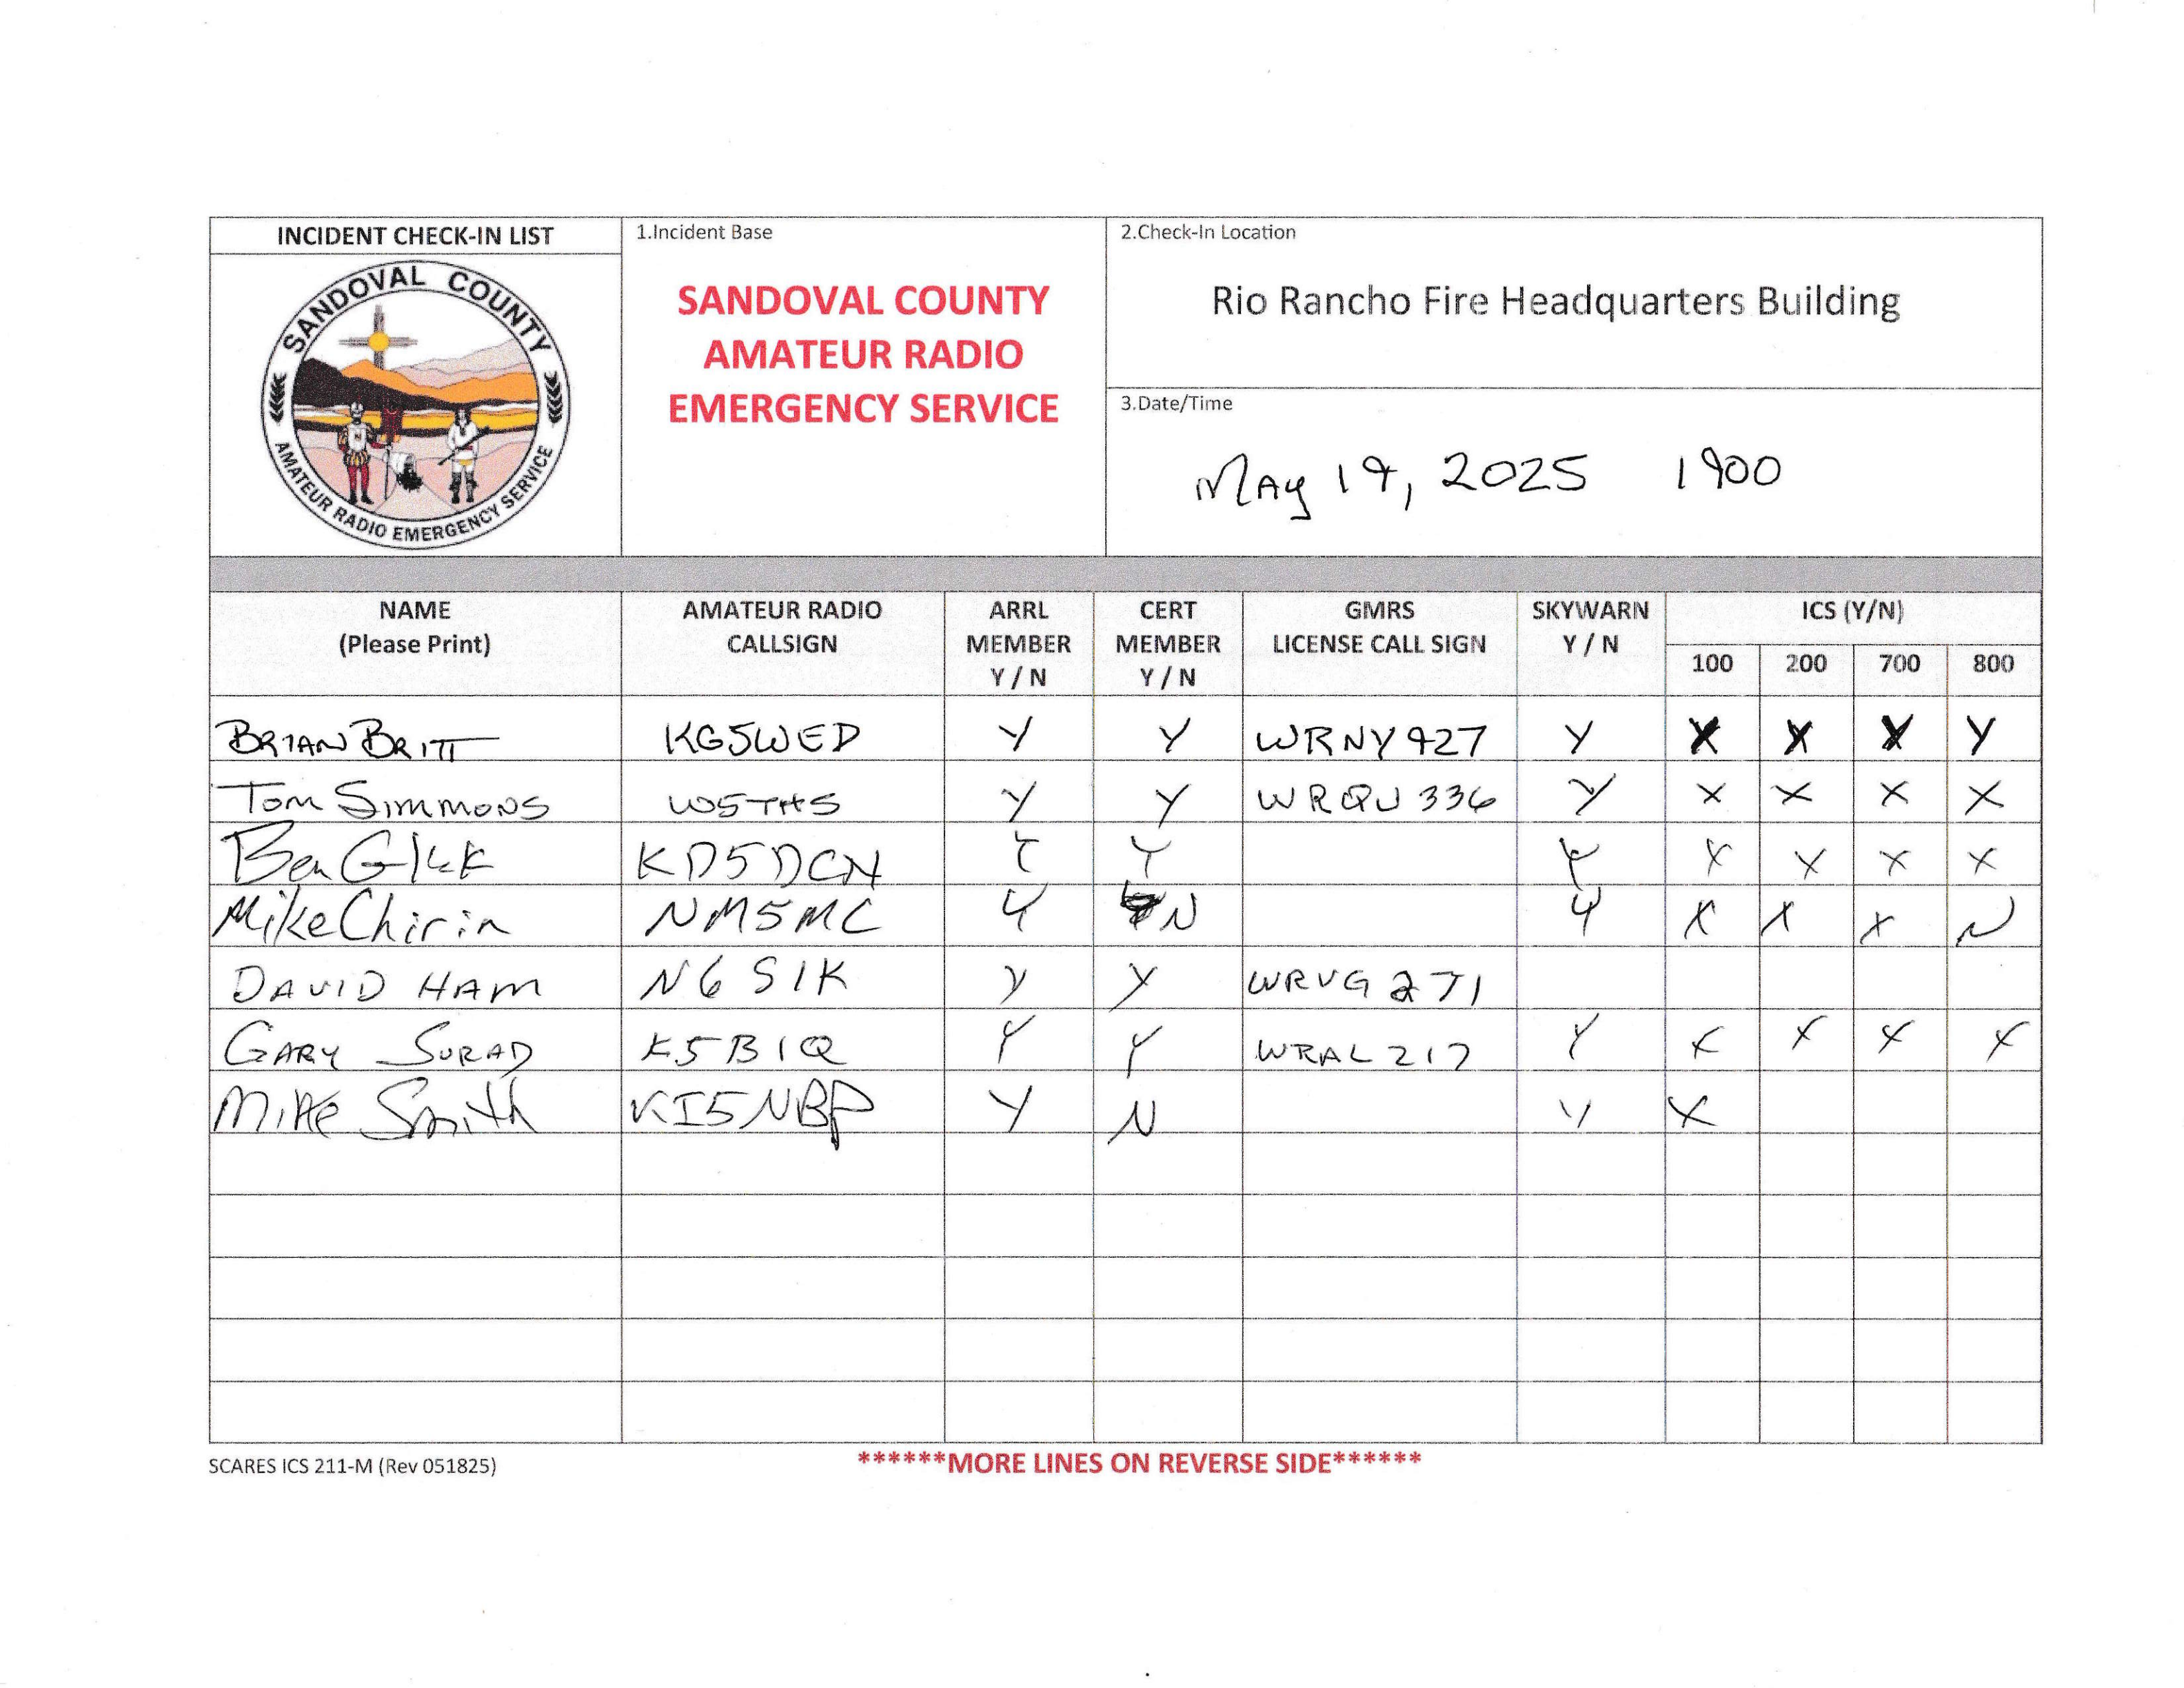 INCIDENT CHECK-IN LIST
SANDOVAL COUNTY
AMATEUR RADIO EMERGENCY SERVICE
1.Incident Base
SANDOVAL COUNTY
AMATEUR RADIO
EMERGENCY SERVICE
2.Check-In Location
Rio Rancho Fire Headquarters Building
3.Date/Time
May 19, 2025 1900
NAME (Please Print) AMATEUR RADIO CALLSIGN ARRL MEMBER Y / N CERT MEMBER Y / N GMRS LICENSE CALL SIGN SKYWARN Y / N ICS (Y/N)
100 200 700 800
BRIAN BRITT KG5WED Y Y WRNY927 Y X X X Y
Tom Simmons W5THS Y Y WRQU336 Y X X X X
Ben KD5DCN Y Y Y X X X X
Mike Chirin NM5MC Y N Y X X X N
DAVID HAM N6SIK Y Y WRVG271
GARY SURAD K5BIQ Y Y WRAL217 Y X X X X
Mike Smith KI5NBP Y N Y X
SCARES ICS 211-M (Rev 051825)
******MORE LINES ON REVERSE SIDE******